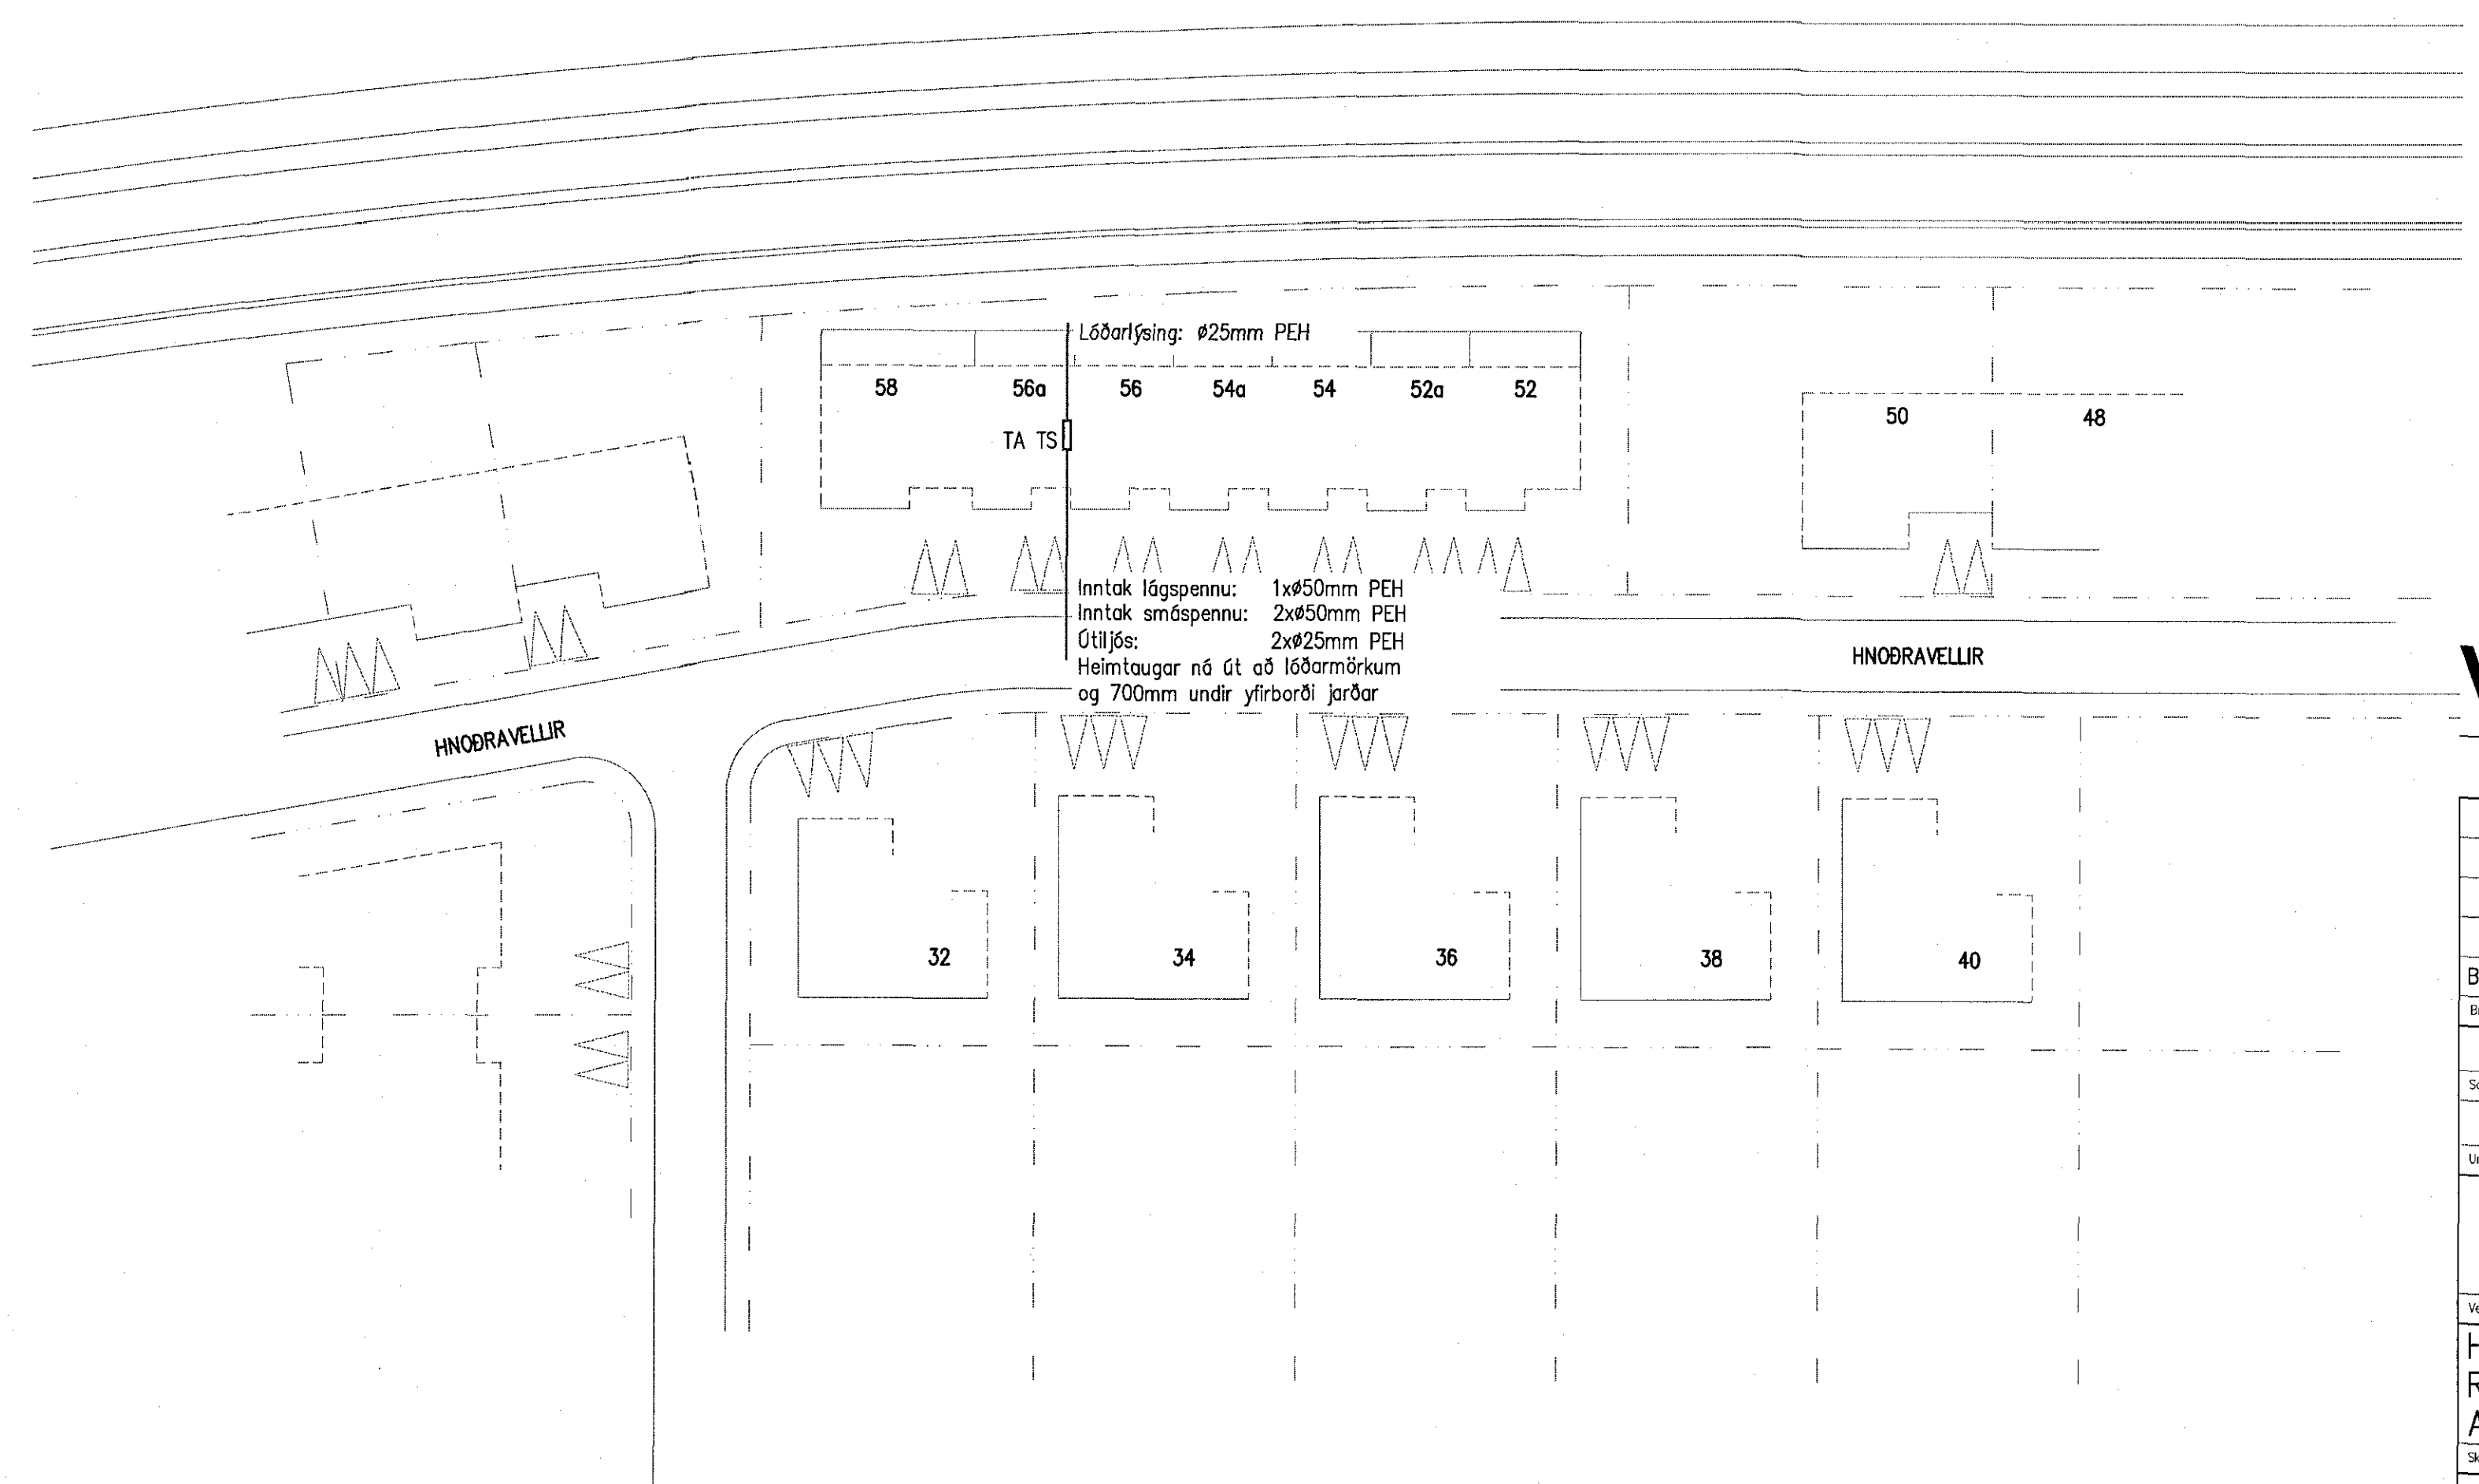 Lóðarlýsing: ø25mm PEH
58 56a 56 54a 54 52a 52
50 48
TA TS
Inntak lágspennu: 1xø50mm PEH
Inntak smáspennu: 2xø50mm PEH
Útiljós: 2xø25mm PEH
Heimtaugar ná út að lóðarmörkum
og 700mm undir yfirborði jarðar
HNOÐRAVELLIR
HNOÐRAVELLIR
32 34 36 38 40